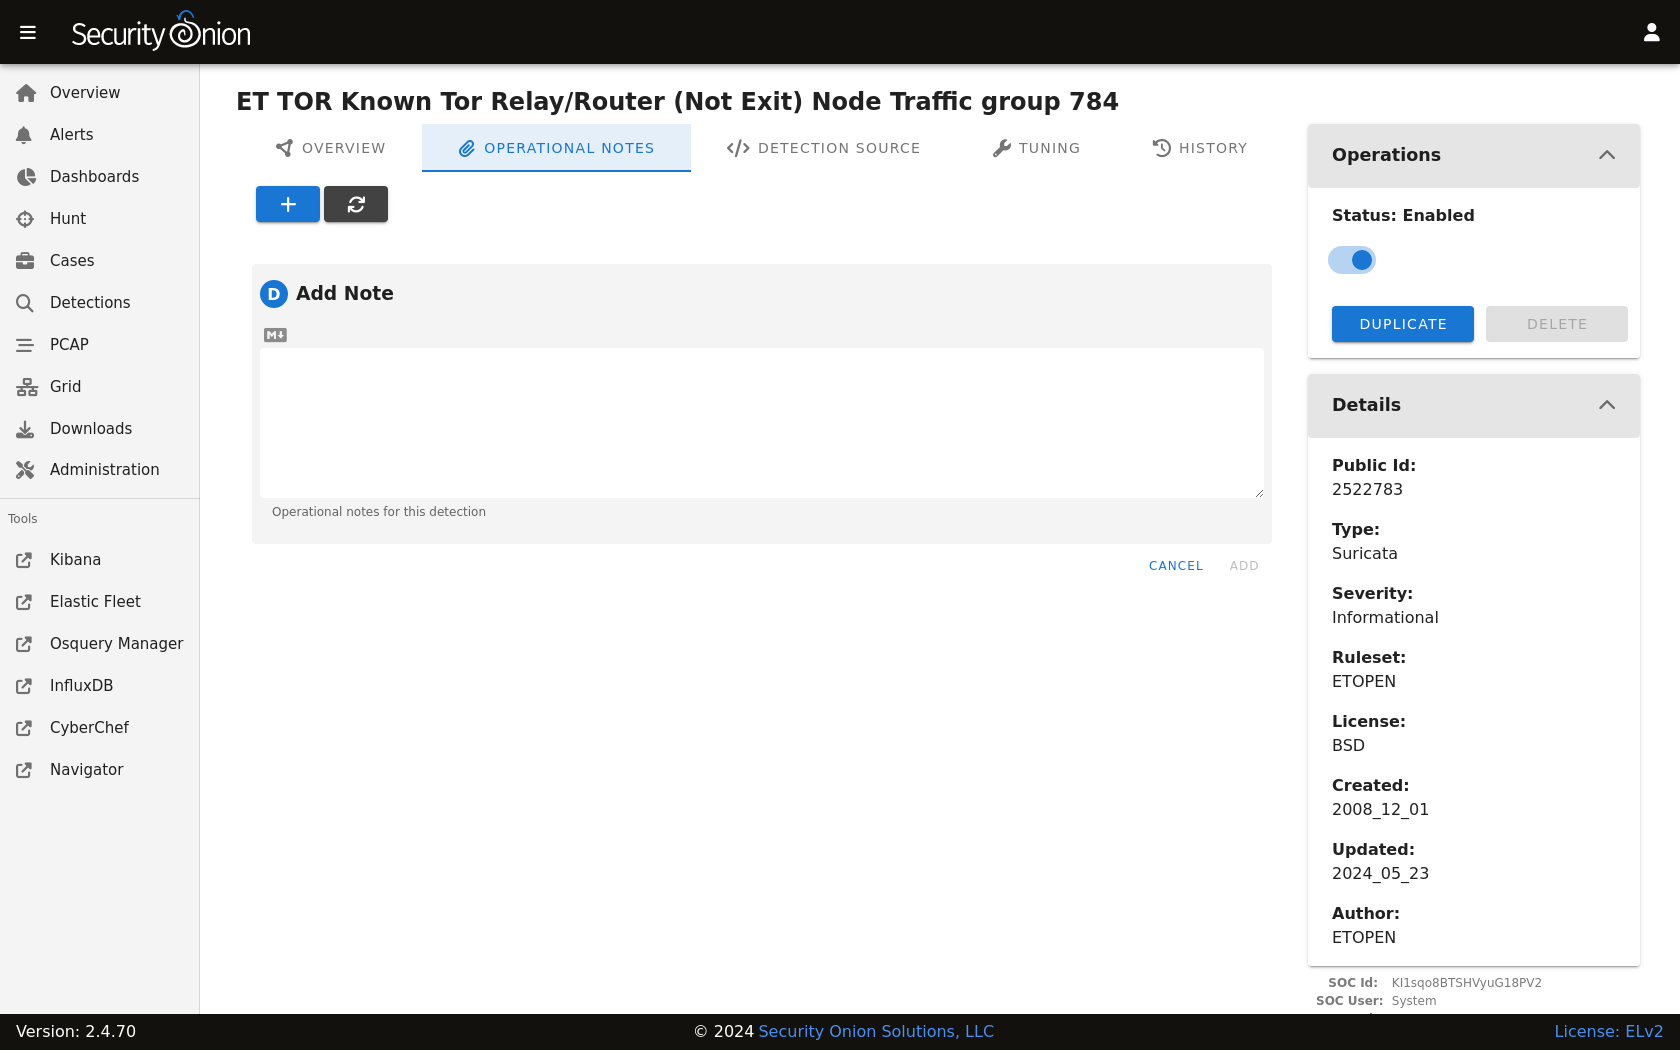 Security Onion
Overview
Alerts
Dashboards
Hunt
Cases
Detections
PCAP
Grid
Downloads
Administration
Tools
Kibana
Elastic Fleet
Osquery Manager
InfluxDB
CyberChef
Navigator
ET TOR Known Tor Relay/Router (Not Exit) Node Traffic group 784
OVERVIEW
OPERATIONAL NOTES
DETECTION SOURCE
TUNING
HISTORY
D Add Note
M
Operational notes for this detection
CANCEL
ADD
Operations
Status: Enabled
DUPLICATE
DELETE
Details
Public Id:
2522783
Type:
Suricata
Severity:
Informational
Ruleset:
ETOPEN
License:
BSD
Created:
2008_12_01
Updated:
2024_05_23
Author:
ETOPEN
SOC Id: KI1sqo8BTSHVyuG18PV2
SOC User: System
Version: 2.4.70
© 2024 Security Onion Solutions, LLC
License: ELv2